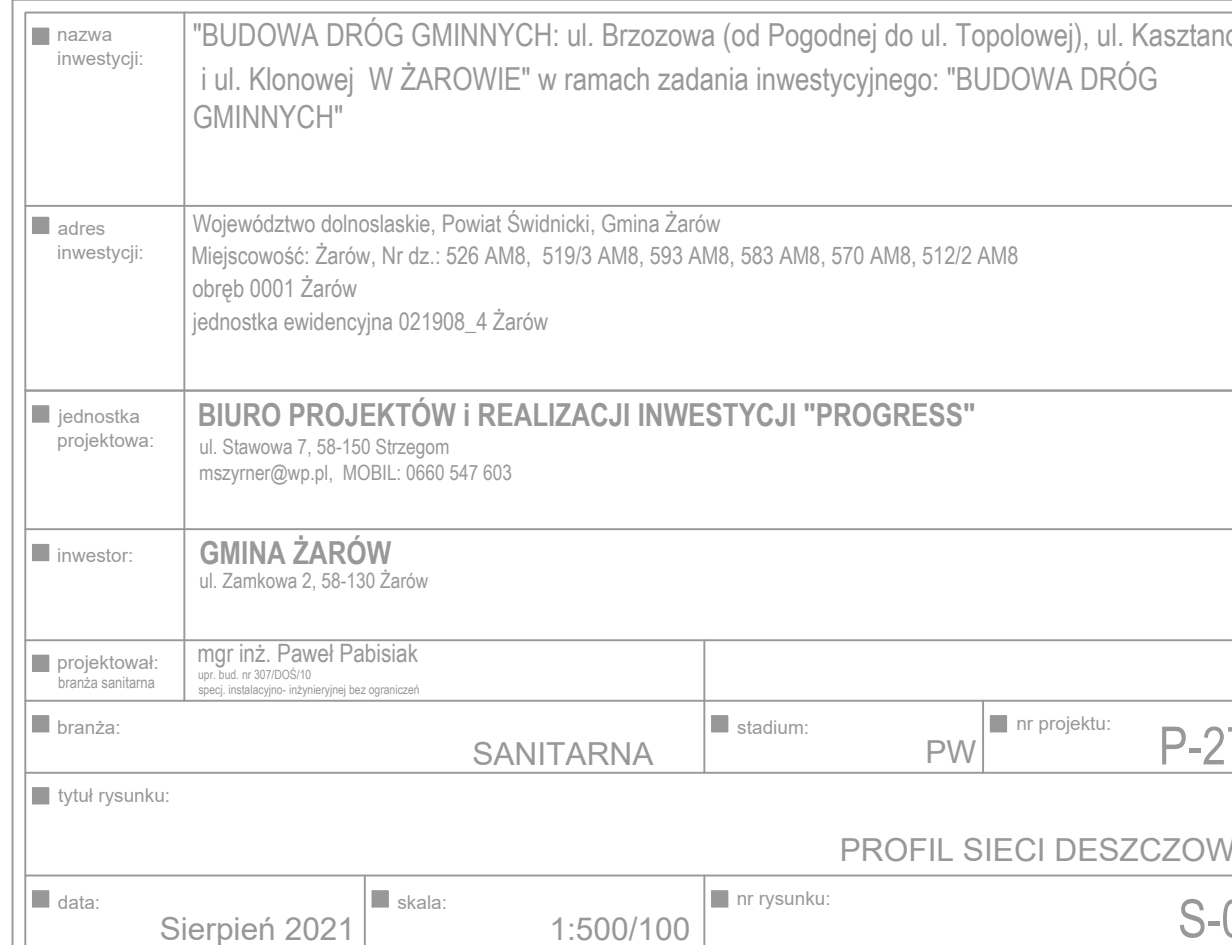 nazwa
inwestycji:
"BUDOWA DRÓG GMINNYCH: ul. Brzozowa (od Pogodnej do ul. Topolowej), ul.
i ul. Klonowej W ŻAROWIE" w ramach zadania inwestycyjnego: "BUDOWA DRÓG
GMINNYCH"
adres
inwestycji:
Województwo dolnoslaskie, Powiat Świdnicki, Gmina Żarów
Miejscowość: Żarów, Nr dz.: 526 AM8, 519/3 AM8, 593 AM8, 583 AM8, 570 AM8, 512/2 AM8
obręb 0001 Żarów
jednostka ewidencyjna 021908_4 Żarów
jednostka
projektowa:
BIURO PROJEKTÓW i REALIZACJI INWESTYCJI "PROGRESS"
ul. Stawowa 7, 58-150 Strzegom
mszyrner@wp.pl, MOBIL: 0660 547 603
inwestor:
GMINA ŻARÓW
ul. Zamkowa 2, 58-130 Żarów
projektował:
branża sanitarna
mgr inż. Paweł Pabisiak
upr. bud. nr 307/DOŚ/10
specj. instalacyjno- inżynieryjnej bez ograniczeń
branża:
SANITARNA
stadium:
PW
nr projektu:
tytuł rysunku:
PROFIL SIECI
data:
Sierpień 2021
skala:
1:500/100
nr rysunku: